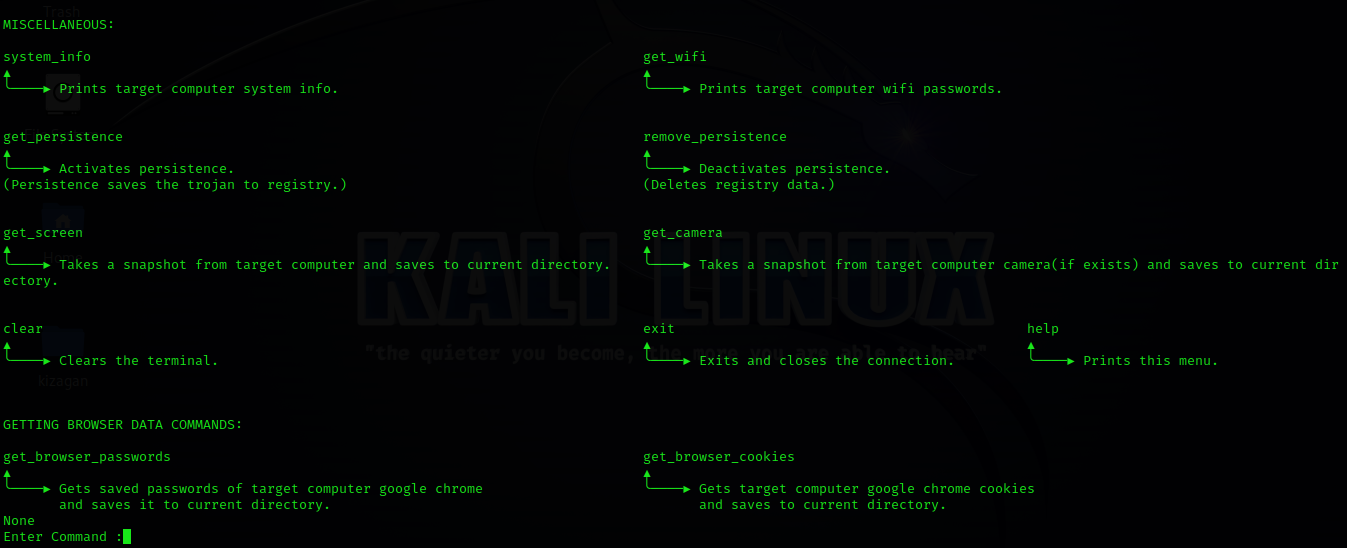 Trash
MISCELLANEOUS:
system_info get_wifi
Prints target computer system info. Prints target computer wifi passwords.
get_persistence remove_persistence
Activates persistence. Deactivates persistence.
(Persistence saves the trojan to registry.) (Deletes registry data.)
get_screen get_camera
Takes a snapshot from target computer and saves to current directory. Takes a snapshot from target computer camera(if exists) and saves to current dir
ectory.
KALI LINUX
clear exit help
"the quieter you become, the more you are able to hear"
Clears the terminal. Exits and closes the connection. Prints this menu.
kizagan
GETTING BROWSER DATA COMMANDS:
get_browser_passwords get_browser_cookies
Gets saved passwords of target computer google chrome Gets target computer google chrome cookies
and saves it to current directory. and saves to current directory.
None
Enter Command :